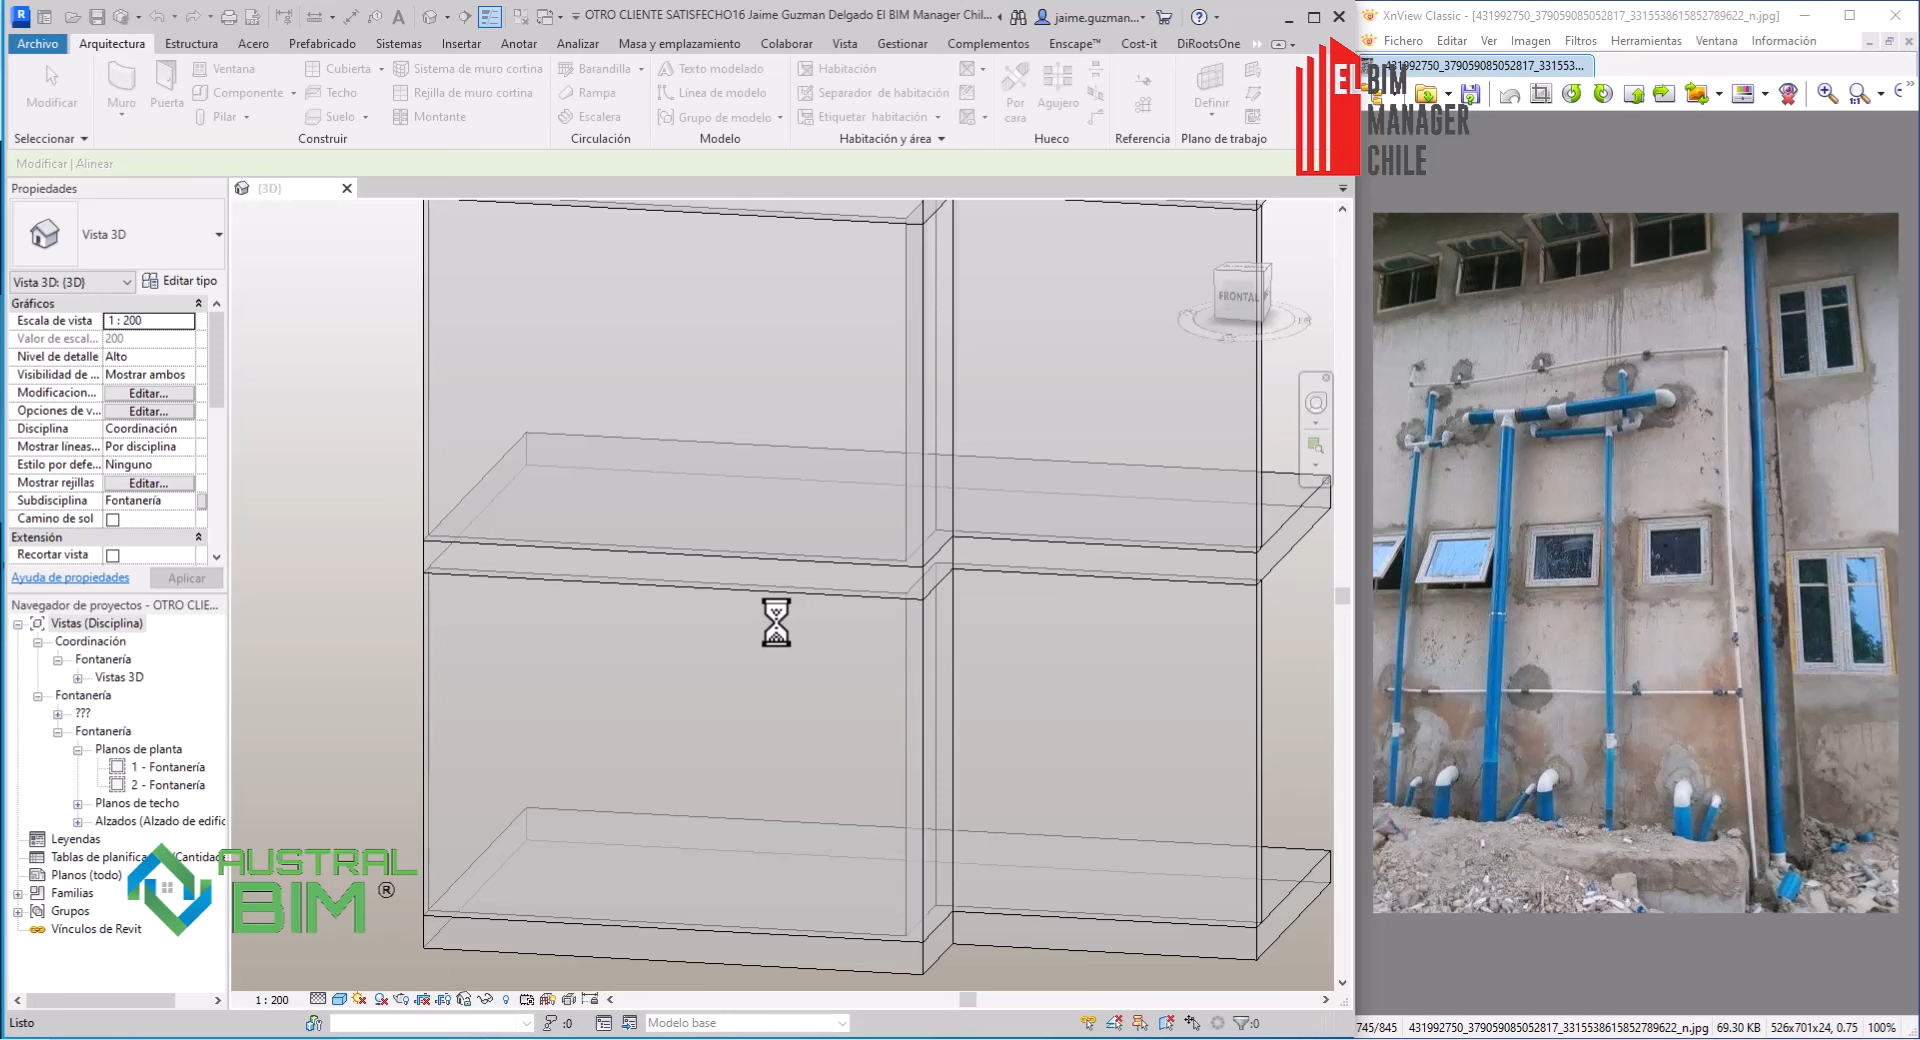 OTRO CLIENTE SATISFECHO16 Jaime Guzman Delgado El BIM Manager Chil...
jaime.guzman...
Archivo Arquitectura Estructura Acero Prefabricado Sistemas Insertar Anotar Analizar Masa y emplazamiento Colaborar Vista Gestionar Complementos Enscape™ Cost-it DiRootsOne
Modificar
Muro
Puerta
Ventana
Componente
Pilar
Cubierta
Techo
Suelo
Sistema de muro cortina
Rejilla de muro cortina
Montante
Barandilla
Rampa
Escalera
Texto modelado
Línea de modelo
Grupo de modelo
Habitación
Separador de habitación
Etiquetar habitación
Por cara
Agujero
Definir
Seleccionar
Construir
Circulación
Modelo
Habitación y área
Hueco
Referencia
Plano de trabajo
Modificar | Alinear
Propiedades
{3D}
Vista 3D
Vista 3D: {3D}
Editar tipo
Gráficos
Escala de vista 1 : 200
Valor de escal... 200
Nivel de detalle Alto
Visibilidad de ... Mostrar ambos
Modificacion... Editar...
Opciones de v... Editar...
Disciplina Coordinación
Mostrar líneas... Por disciplina
Estilo por defe... Ninguno
Mostrar rejillas Editar...
Subdisciplina Fontanería
Camino de sol
Extensión
Recortar vista
Ayuda de propiedades
Aplicar
Navegador de proyectos - OTRO CLIE...
Vistas (Disciplina)
Coordinación
Fontanería
Vistas 3D
Fontanería
???
Fontanería
Planos de planta
1 - Fontanería
2 - Fontanería
Planos de techo
Alzados (Alzado de edific
Leyendas
Tablas de planifica /Cantidad
Planos (todo)
Familias
Grupos
Vínculos de Revit
AUSTRAL
BIM ®
FRONTAL
1 : 200
Listo
:0
Modelo base
:0
XnView Classic - [431992750_379059085052817_3315538615852789622_n.jpg]
Fichero Editar Ver Imagen Filtros Herramientas Ventana Información
431992750_379059085052817_331553...
EL BIM
MANAGER
CHILE
745/845 431992750_379059085052817_3315538615852789622_n.jpg 69.30 KB 526x701x24, 0.75 100%